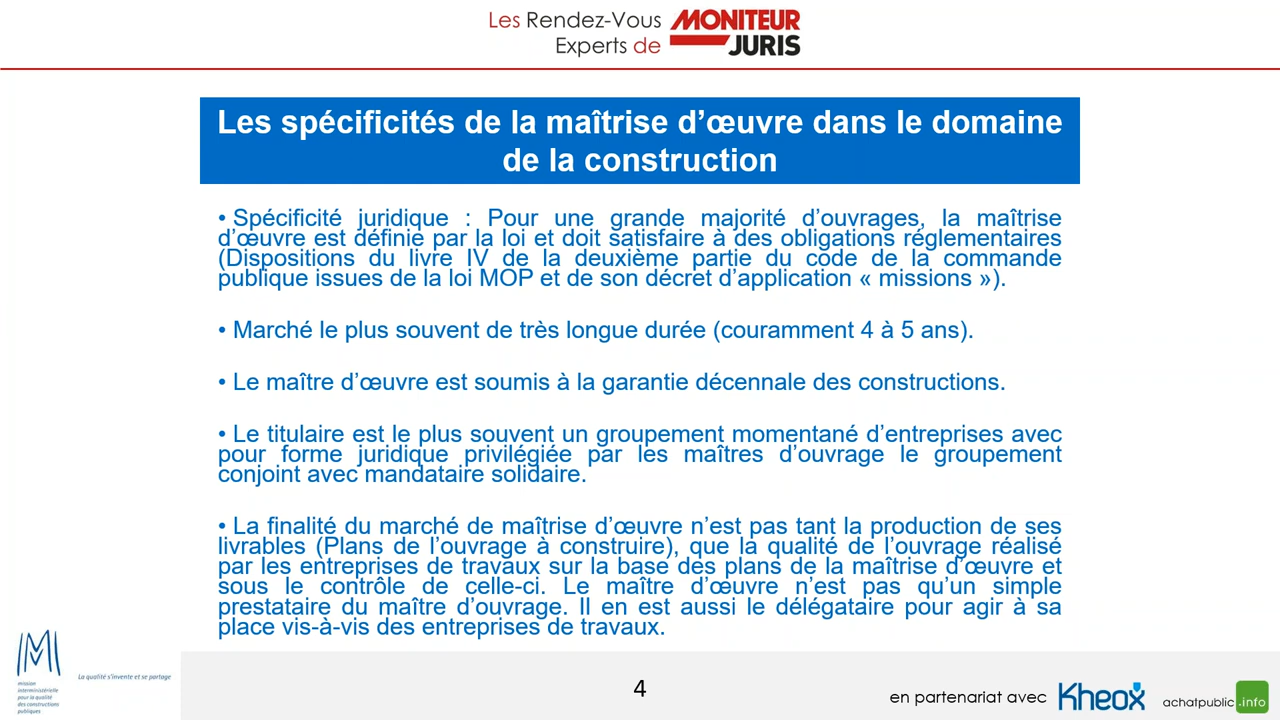 Les Rendez-Vous
Experts de
MONITEUR
JURIS
Les spécificités de la maîtrise d’œuvre dans le domaine
de la construction
• Spécificité juridique : Pour une grande majorité d’ouvrages, la maîtrise
d’œuvre est définie par la loi et doit satisfaire à des obligations réglementaires
(Dispositions du livre IV de la deuxième partie du code de la commande
publique issues de la loi MOP et de son décret d’application « missions »).
• Marché le plus souvent de très longue durée (couramment 4 à 5 ans).
• Le maître d’œuvre est soumis à la garantie décennale des constructions.
• Le titulaire est le plus souvent un groupement momentané d’entreprises avec
pour forme juridique privilégiée par les maîtres d’ouvrage le groupement
conjoint avec mandataire solidaire.
• La finalité du marché de maîtrise d’œuvre n’est pas tant la production de ses
livrables (Plans de l’ouvrage à construire), que la qualité de l’ouvrage réalisé
par les entreprises de travaux sur la base des plans de la maîtrise d’œuvre et
sous le contrôle de celle-ci. Le maître d’œuvre n’est pas qu’un simple
prestataire du maître d’ouvrage. Il en est aussi le délégataire pour agir à sa
place vis-à-vis des entreprises de travaux.
La qualité s’invente et se partage
mission
interministérielle
pour la qualité
des constructions
publiques
4
en partenariat avec
Kheox
achatpublic.info